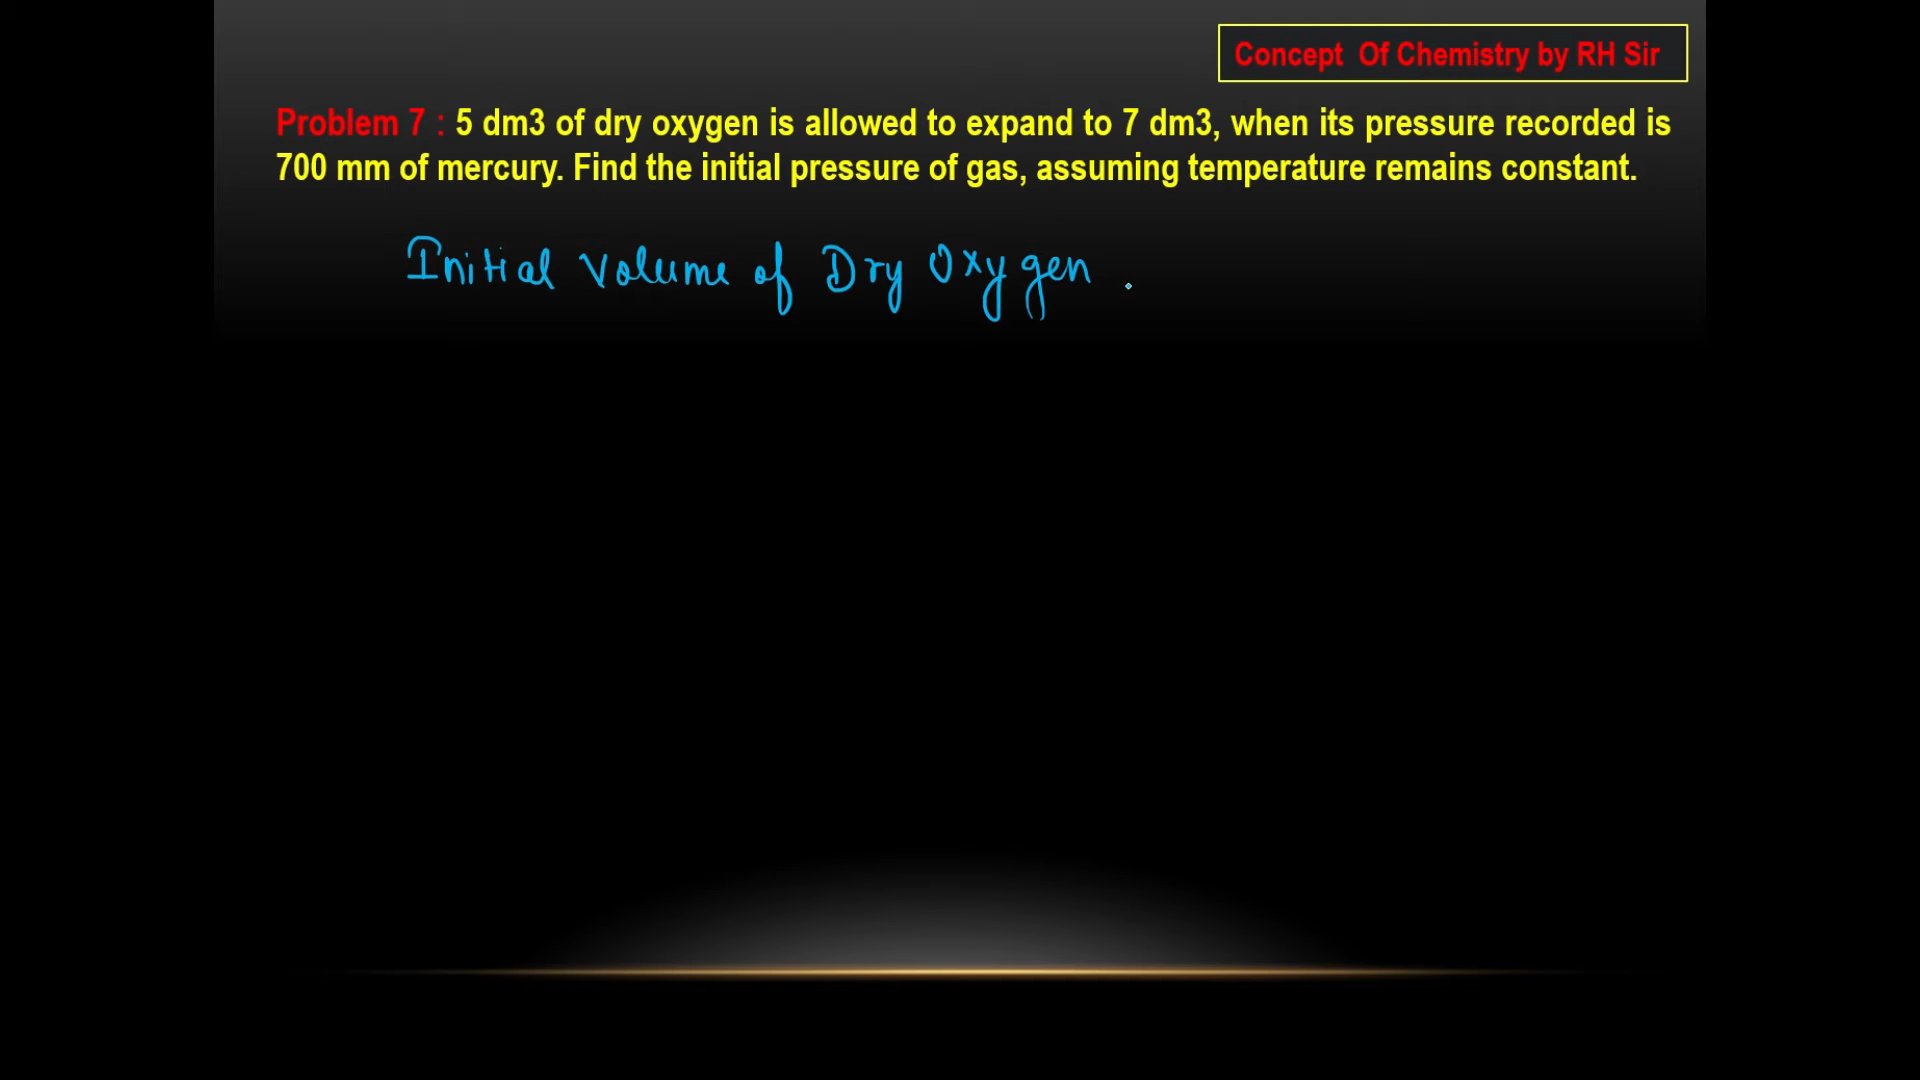 Concept Of Chemistry by RH Sir
Problem 7 : 5 dm3 of dry oxygen is allowed to expand to 7 dm3, when its pressure recorded is
700 mm of mercury. Find the initial pressure of gas, assuming temperature remains constant.
Initial Volume of Dry Oxygen